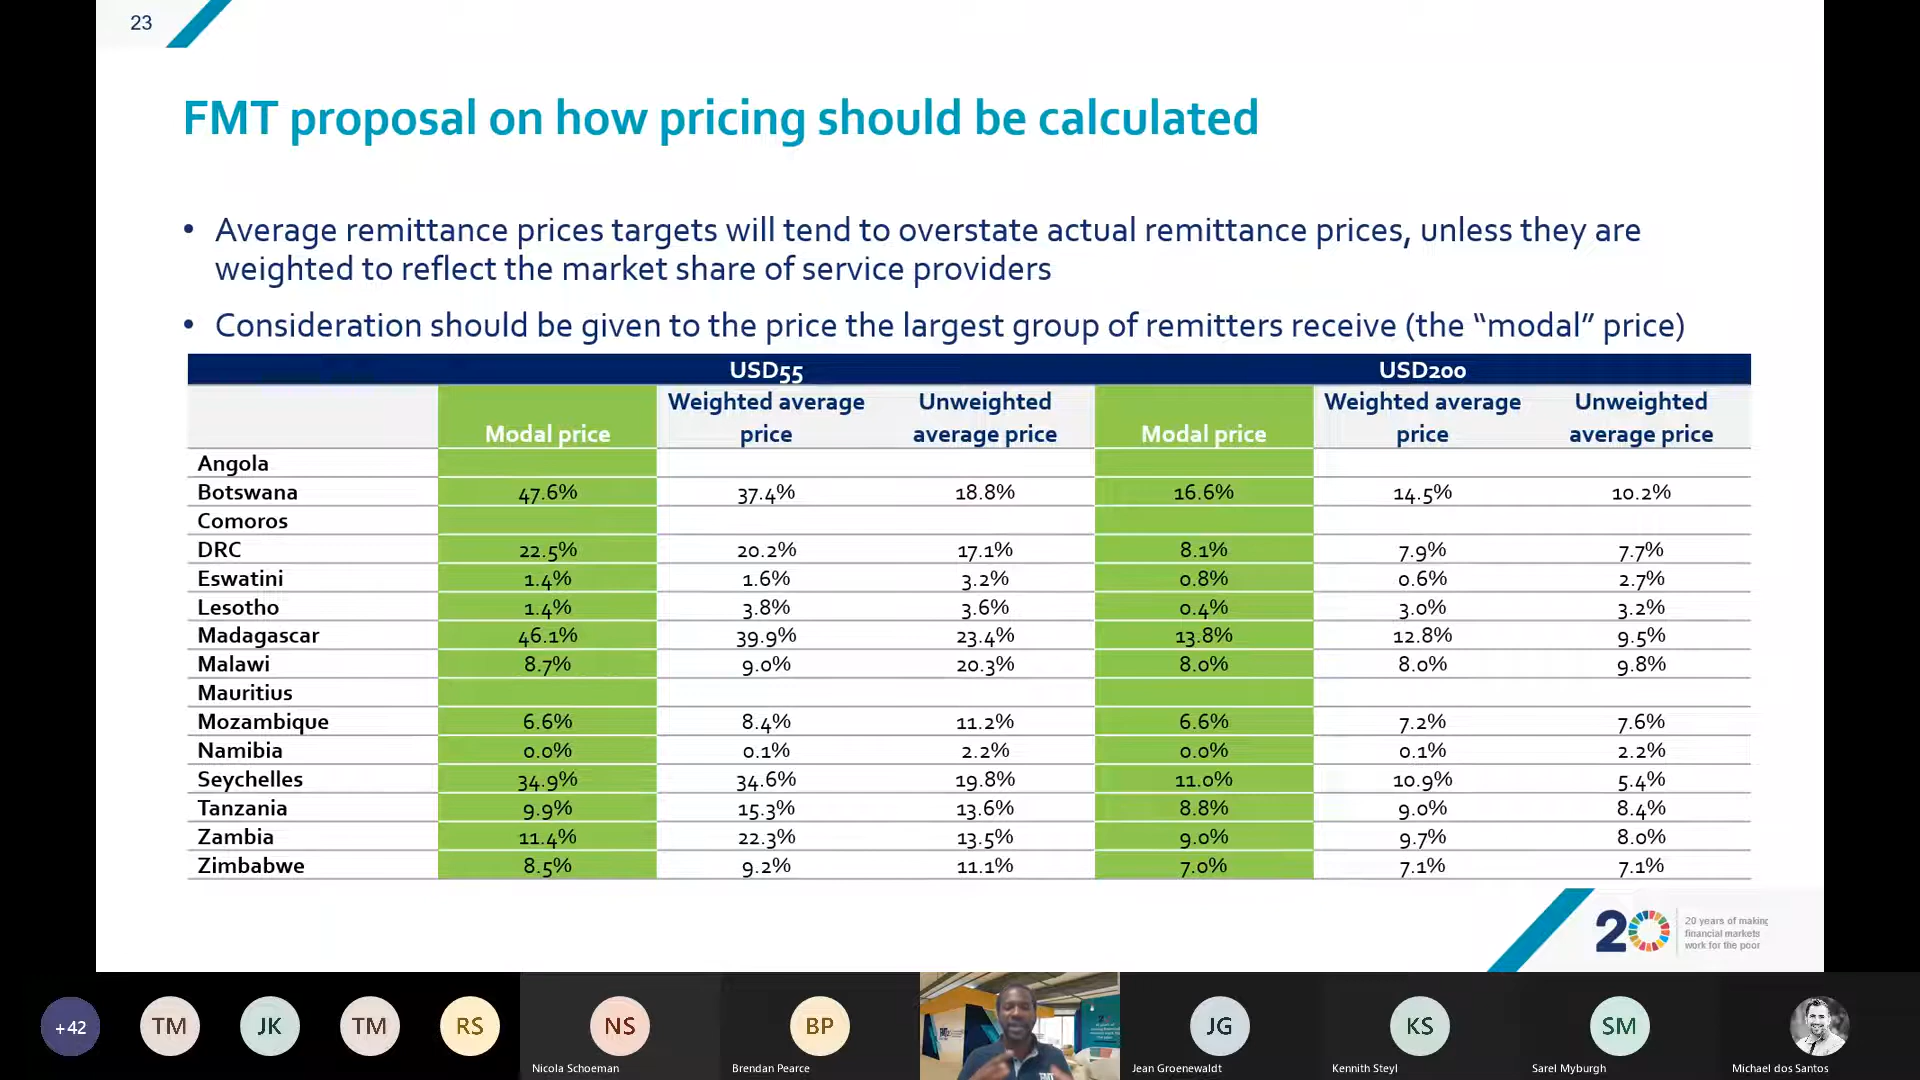 23
FMT proposal on how pricing should be calculated
• Average remittance prices targets will tend to overstate actual remittance prices, unless they are
weighted to reflect the market share of service providers
• Consideration should be given to the price the largest group of remitters receive (the “modal” price)
USD55 USD200
Modal price Weighted average price Unweighted average price Modal price Weighted average price Unweighted average price
Angola
Botswana 47.6% 37.4% 18.8% 16.6% 14.5% 10.2%
Comoros
DRC 22.5% 20.2% 17.1% 8.1% 7.9% 7.7%
Eswatini 1.4% 1.6% 3.2% 0.8% 0.6% 2.7%
Lesotho 1.4% 3.8% 3.6% 0.4% 3.0% 3.2%
Madagascar 46.1% 39.9% 23.4% 13.8% 12.8% 9.5%
Malawi 8.7% 9.0% 20.3% 8.0% 8.0% 9.8%
Mauritius
Mozambique 6.6% 8.4% 11.2% 6.6% 7.2% 7.6%
Namibia 0.0% 0.1% 2.2% 0.0% 0.1% 2.2%
Seychelles 34.9% 34.6% 19.8% 11.0% 10.9% 5.4%
Tanzania 9.9% 15.3% 13.6% 8.8% 9.0% 8.4%
Zambia 11.4% 22.3% 13.5% 9.0% 9.7% 8.0%
Zimbabwe 8.5% 9.2% 11.1% 7.0% 7.1% 7.1%
20
20 years of making
financial markets
work for the poor
+42 TM JK TM RS NS BP JG KS SM
Nicola Schoeman Brendan Pearce Jean Groenewaldt Kennith Steyl Sarel Myburgh Michael dos Santos